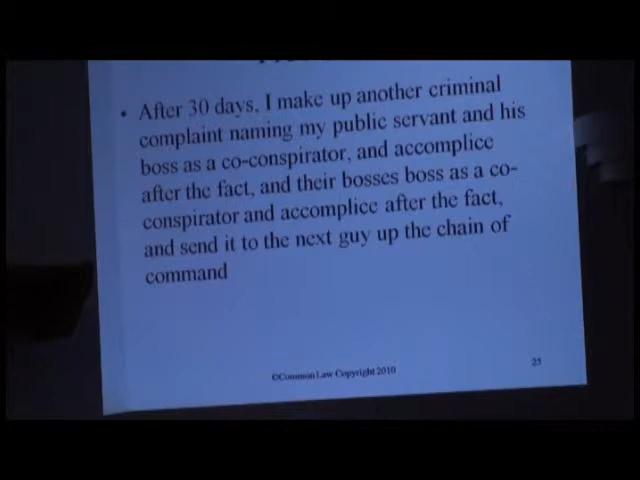 • After 30 days, I make up another criminal
complaint naming my public servant and his
boss as a co-conspirator, and accomplice
after the fact, and their bosses boss as a co-
conspirator and accomplice after the fact,
and send it to the next guy up the chain of
command
©Common Law Copyright 2010
25